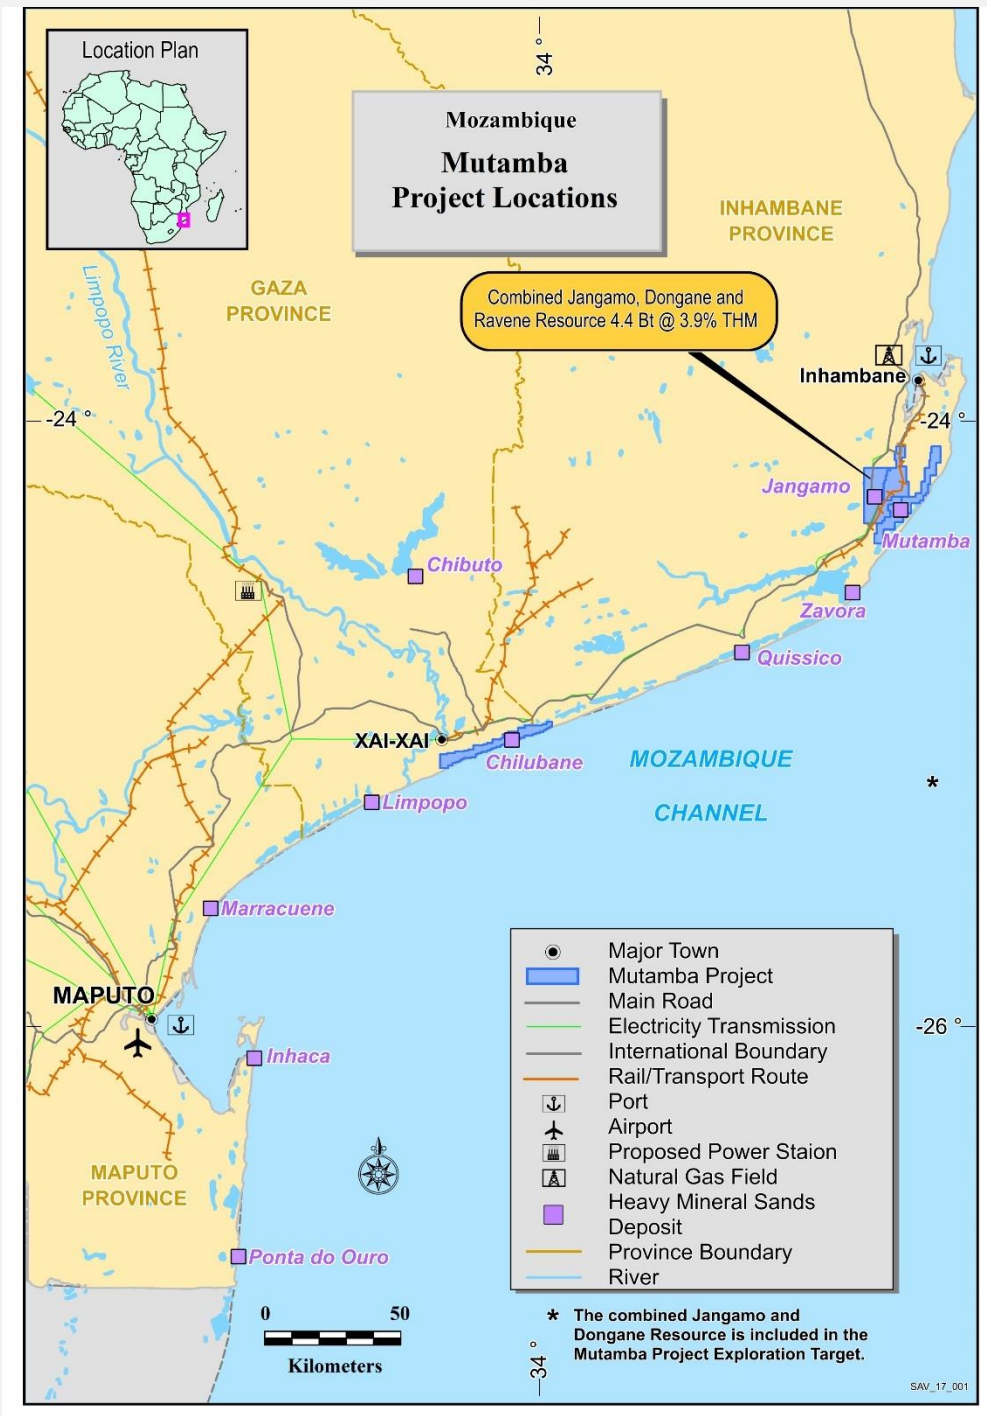 Location Plan
34 °
Mozambique
Mutamba
Project Locations
INHAMBANE
PROVINCE
GAZA
PROVINCE
Limpopo River
Combined Jangamo, Dongane and
Ravene Resource 4.4 Bt @ 3.9% THM
Inhambane
-24 °
-24 °
Jangamo
Mutamba
Chibuto
Zavora
Quissico
XAI-XAI
Chilubane
MOZAMBIQUE
CHANNEL
*
Limpopo
Marracuene
MAPUTO
-26 °
Inhaca
MAPUTO
PROVINCE
Ponta do Ouro
Major Town
Mutamba Project
Main Road
Electricity Transmission
International Boundary
Rail/Transport Route
Port
Airport
Proposed Power Staion
Natural Gas Field
Heavy Mineral Sands
Deposit
Province Boundary
River
0 50
Kilometers
* The combined Jangamo and
Dongane Resource is included in the
Mutamba Project Exploration Target.
34 °
SAV_17_001